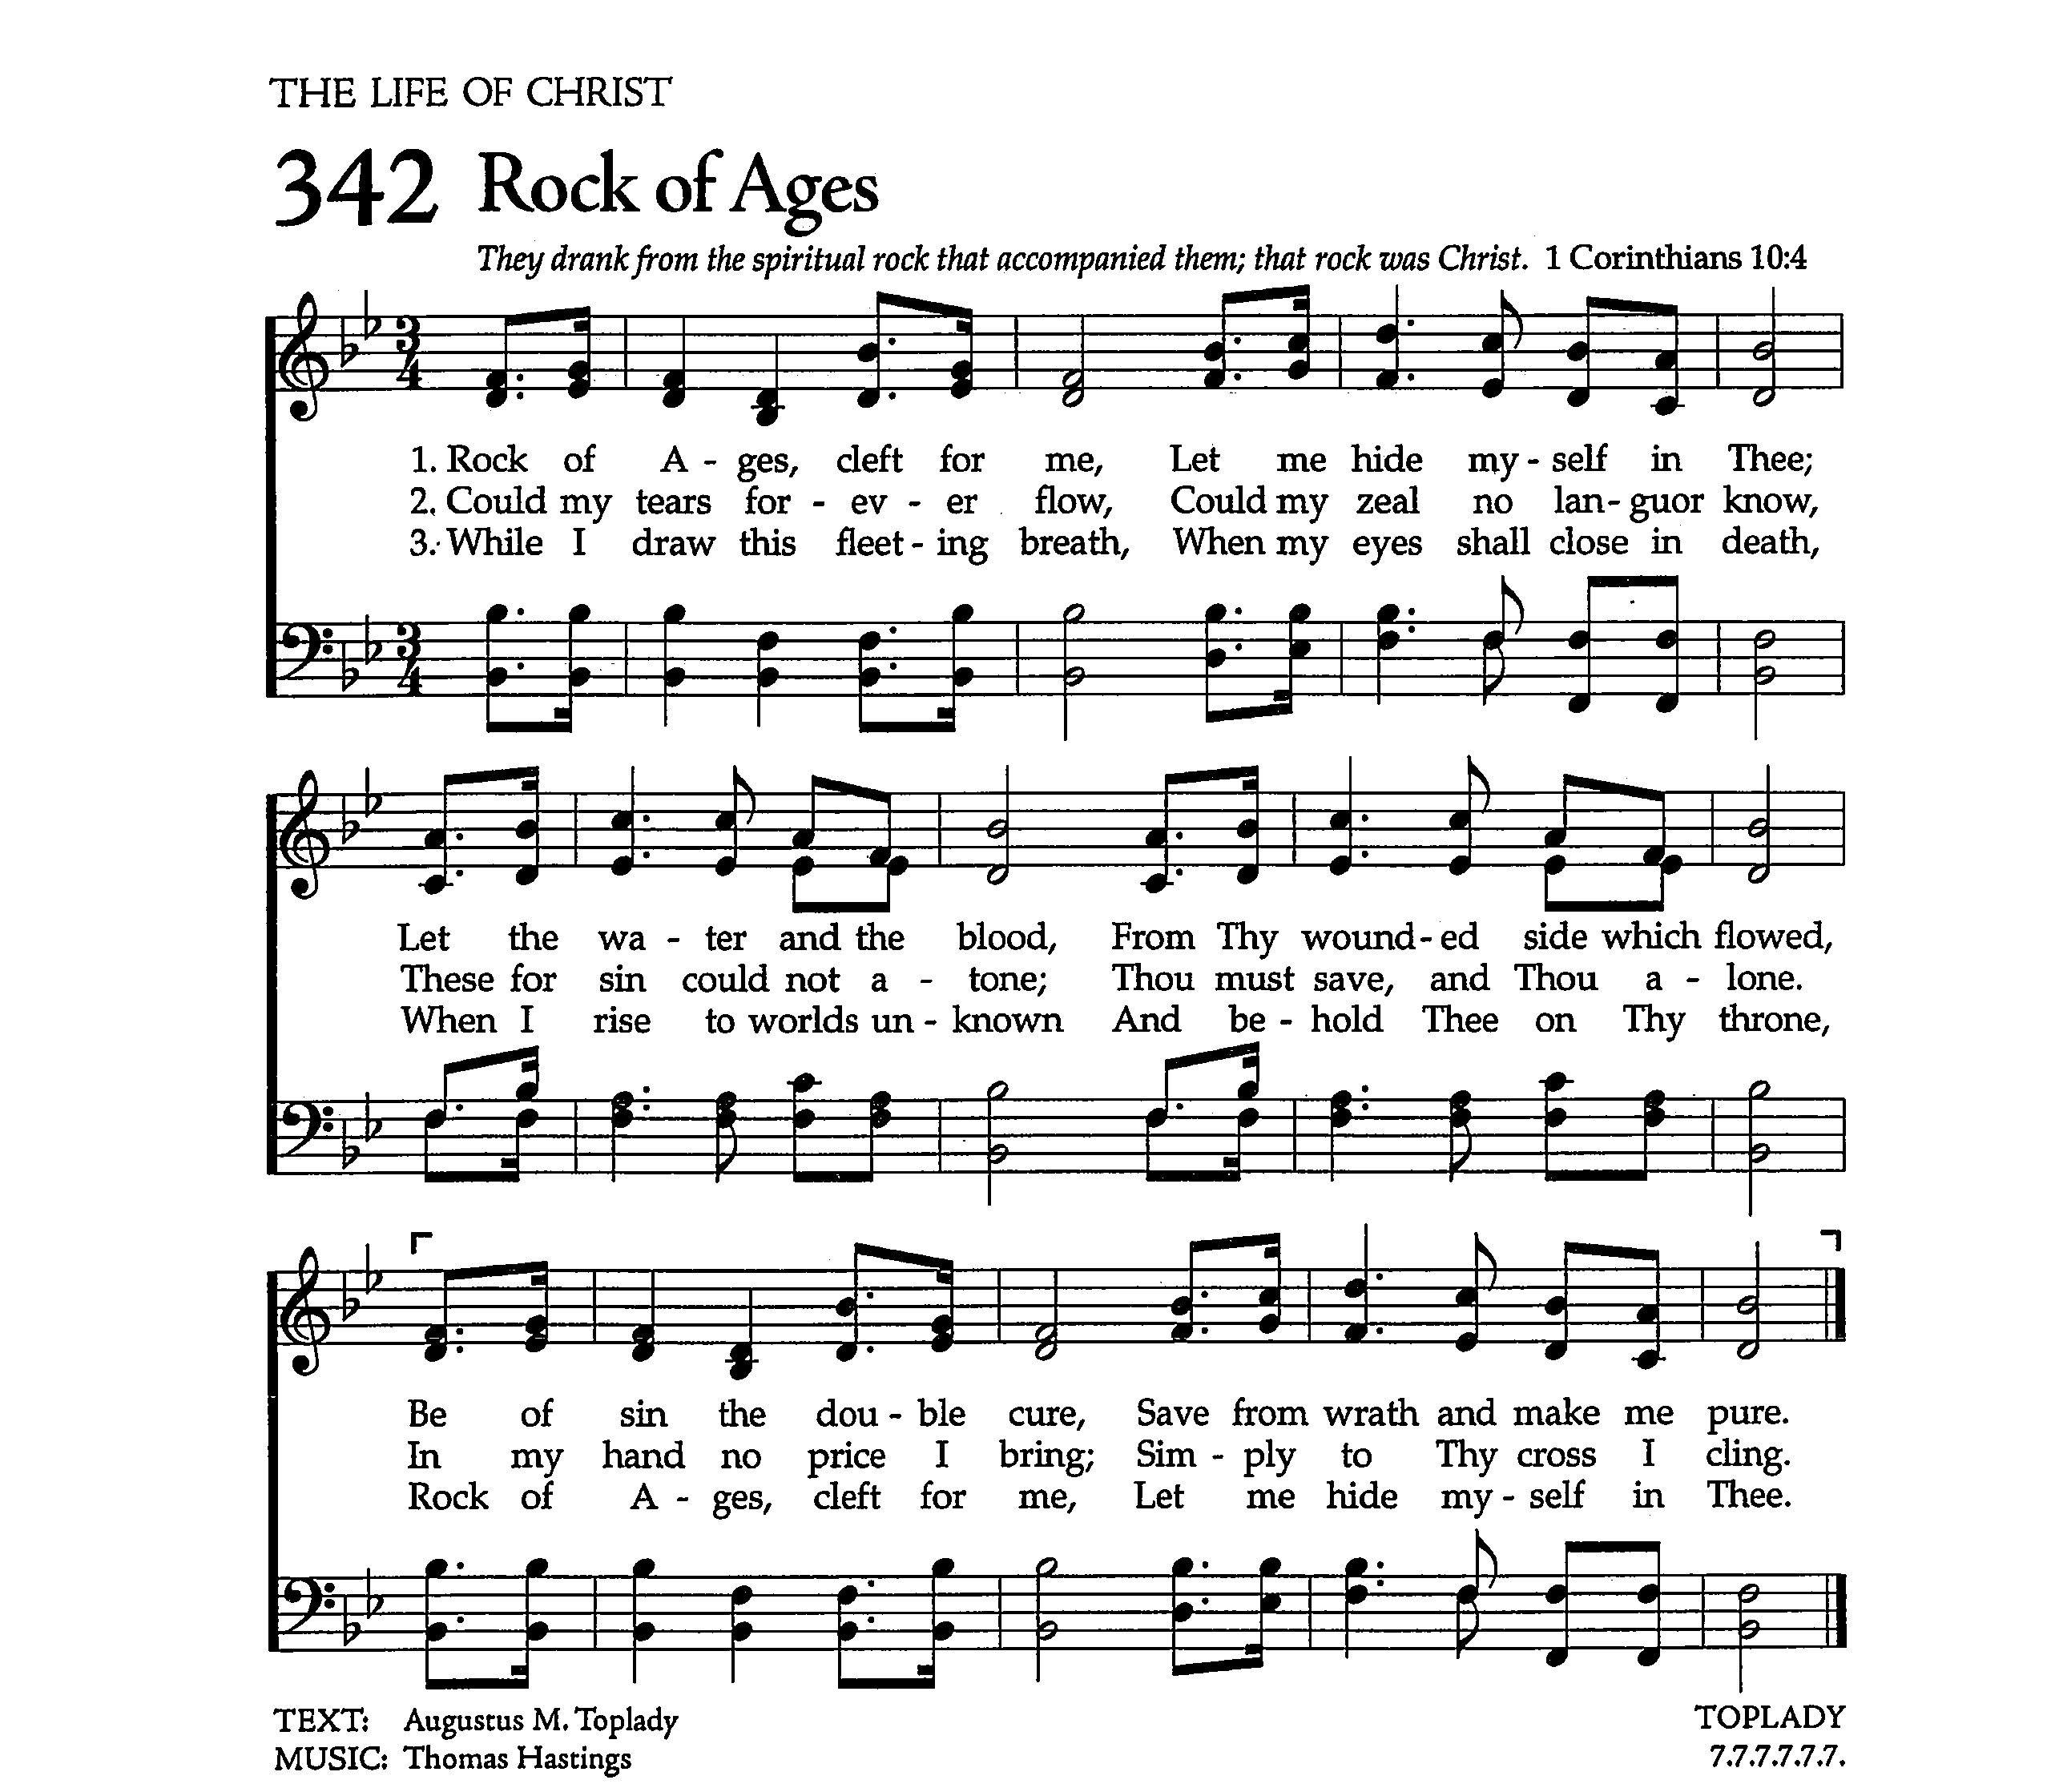 THE LIFE OF CHRIST
342 Rock of Ages
They drank from the spiritual rock that accompanied them; that rock was Christ. 1 Corinthians 10:4
3 4
1. Rock of A - ges, cleft for me, Let me hide my - self in Thee;
2. Could my tears for - ev - er flow, Could my zeal no lan - guor know,
3. While I draw this fleet - ing breath, When my eyes shall close in death,
3 4
Let the wa - ter and the blood, From Thy wound - ed side which flowed,
These for sin could not a - tone; Thou must save, and Thou a - lone.
When I rise to worlds un - known And be - hold Thee on Thy throne,
Be of sin the dou - ble cure, Save from wrath and make me pure.
In my hand no price I bring; Sim - ply to Thy cross I cling.
Rock of A - ges, cleft for me, Let me hide my - self in Thee.
TEXT: Augustus M. Toplady TOPLADY
MUSIC: Thomas Hastings 7.7.7.7.7.7.